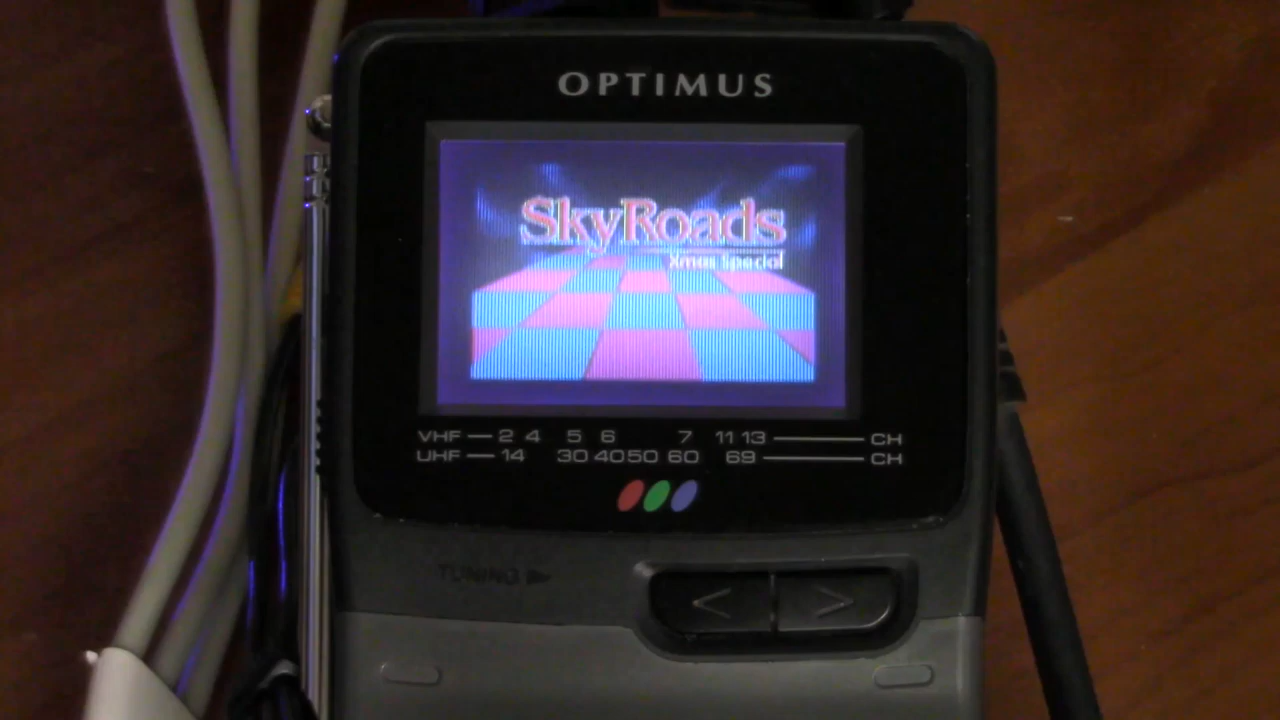 OPTIMUS
SkyRoads
Xmas Special
VHF 2 4 5 6 7 11 13 CH
UHF 14 30 40 50 60 69 CH
TUNING
< >